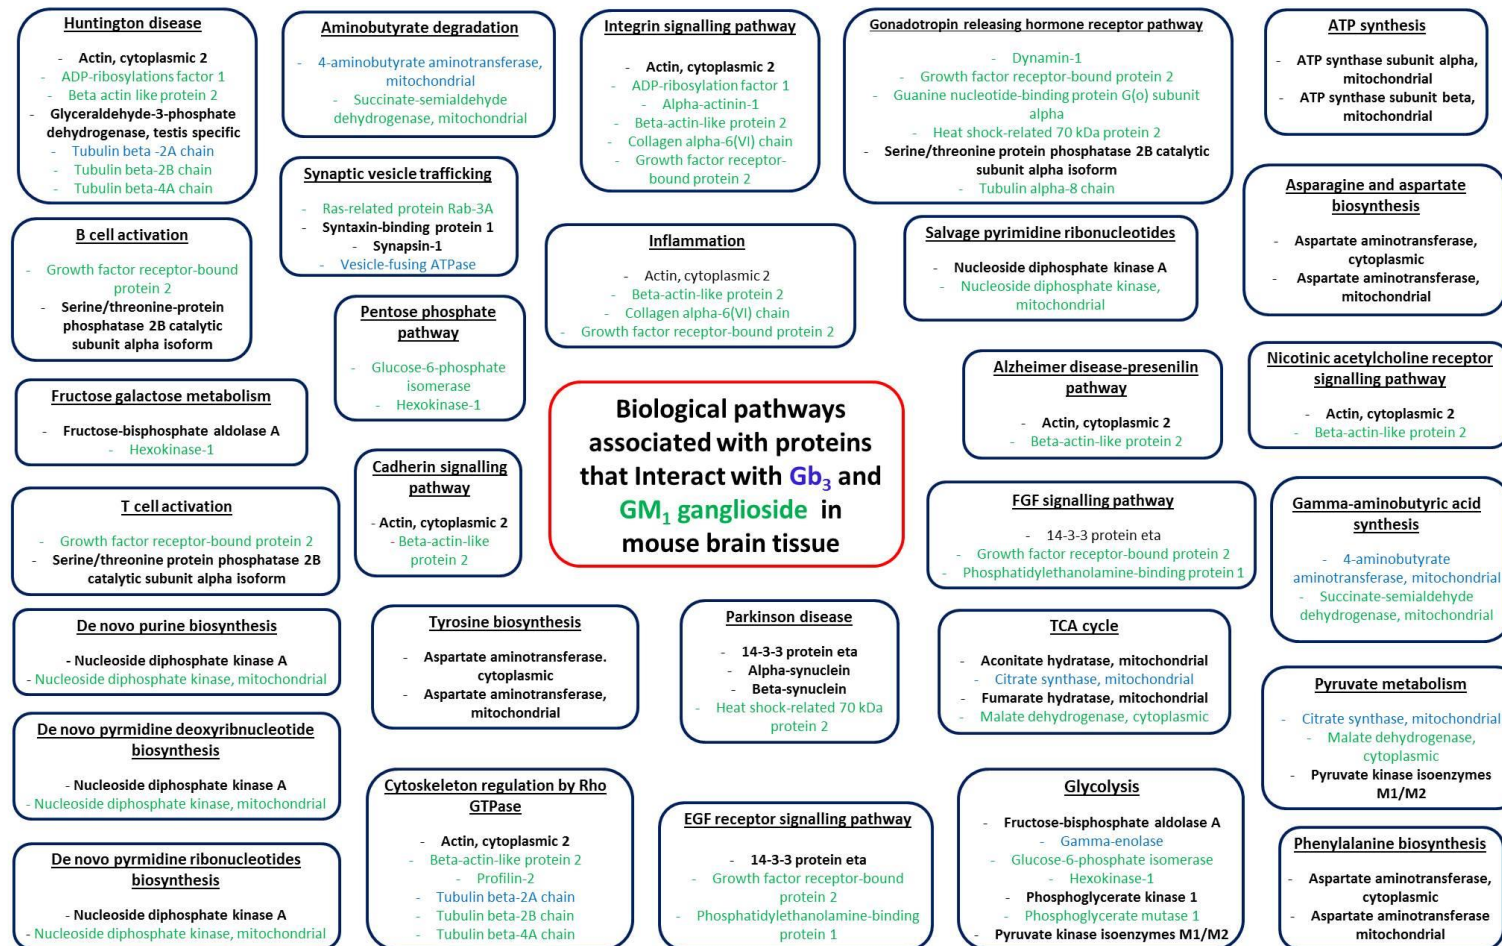 Huntington disease
- Actin, cytoplasmic 2
- ADP-ribosylations factor 1
- Beta actin like protein 2
- Glyceraldehyde-3-phosphate
dehydrogenase, testis specific
- Tubulin beta -2A chain
- Tubulin beta-2B chain
- Tubulin beta-4A chain
Aminobutyrate degradation
- 4-aminobutyrate aminotransferase,
mitochondrial
- Succinate-semialdehyde
dehydrogenase, mitochondrial
Integrin signalling pathway
- Actin, cytoplasmic 2
- ADP-ribosylation factor 1
- Alpha-actinin-1
- Beta-actin-like protein 2
- Collagen alpha-6(VI) chain
- Growth factor receptor-
bound protein 2
Gonadotropin releasing hormone receptor pathway
- Dynamin-1
- Growth factor receptor-bound protein 2
- Guanine nucleotide-binding protein G(o) subunit
alpha
- Heat shock-related 70 kDa protein 2
- Serine/threonine protein phosphatase 2B catalytic
subunit alpha isoform
- Tubulin alpha-8 chain
ATP synthesis
- ATP synthase subunit alpha,
mitochondrial
- ATP synthase subunit beta,
mitochondrial
Synaptic vesicle trafficking
- Ras-related protein Rab-3A
- Syntaxin-binding protein 1
- Synapsin-1
- Vesicle-fusing ATPase
Asparagine and aspartate
biosynthesis
- Aspartate aminotransferase,
cytoplasmic
- Aspartate aminotransferase,
mitochondrial
B cell activation
- Growth factor receptor-bound
protein 2
- Serine/threonine-protein
phosphatase 2B catalytic
subunit alpha isoform
Inflammation
- Actin, cytoplasmic 2
- Beta-actin-like protein 2
- Collagen alpha-6(VI) chain
- Growth factor receptor-bound protein 2
Salvage pyrimidine ribonucleotides
- Nucleoside diphosphate kinase A
- Nucleoside diphosphate kinase,
mitochondrial
Pentose phosphate
pathway
- Glucose-6-phosphate
isomerase
- Hexokinase-1
Alzheimer disease-presenilin
pathway
- Actin, cytoplasmic 2
- Beta-actin-like protein 2
Nicotinic acetylcholine receptor
signalling pathway
- Actin, cytoplasmic 2
- Beta-actin-like protein 2
Fructose galactose metabolism
- Fructose-bisphosphate aldolase A
- Hexokinase-1
Biological pathways
associated with proteins
that Interact with Gb3 and
GM1 ganglioside in
mouse brain tissue
Cadherin signalling
pathway
- Actin, cytoplasmic 2
- Beta-actin-like
protein 2
T cell activation
- Growth factor receptor-bound protein 2
- Serine/threonine protein phosphatase 2B
catalytic subunit alpha isoform
FGF signalling pathway
- 14-3-3 protein eta
- Growth factor receptor-bound protein 2
- Phosphatidylethanolamine-binding protein 1
Gamma-aminobutyric acid
synthesis
- 4-aminobutyrate
aminotransferase, mitochondrial
- Succinate-semialdehyde
dehydrogenase, mitochondrial
De novo purine biosynthesis
- Nucleoside diphosphate kinase A
- Nucleoside diphosphate kinase, mitochondrial
Tyrosine biosynthesis
- Aspartate aminotransferase.
cytoplasmic
- Aspartate aminotransferase,
mitochondrial
Parkinson disease
- 14-3-3 protein eta
- Alpha-synuclein
- Beta-synuclein
- Heat shock-related 70 kDa
protein 2
TCA cycle
- Aconitate hydratase, mitochondrial
- Citrate synthase, mitochondrial
- Fumarate hydratase, mitochondrial
- Malate dehydrogenase, cytoplasmic
Pyruvate metabolism
- Citrate synthase, mitochondrial
- Malate dehydrogenase,
cytoplasmic
- Pyruvate kinase isoenzymes
M1/M2
De novo pyrmidine deoxyribnucleotide
biosynthesis
- Nucleoside diphosphate kinase A
- Nucleoside diphosphate kinase, mitochondrial
Cytoskeleton regulation by Rho
GTPase
- Actin, cytoplasmic 2
- Beta-actin-like protein 2
- Profilin-2
- Tubulin beta-2A chain
- Tubulin beta-2B chain
- Tubulin beta-4A chain
EGF receptor signalling pathway
- 14-3-3 protein eta
- Growth factor receptor-bound
protein 2
- Phosphatidylethanolamine-binding
protein 1
Glycolysis
- Fructose-bisphosphate aldolase A
- Gamma-enolase
- Glucose-6-phosphate isomerase
- Hexokinase-1
- Phosphoglycerate kinase 1
- Phosphoglycerate mutase 1
- Pyruvate kinase isoenzymes M1/M2
Phenylalanine biosynthesis
- Aspartate aminotransferase,
cytoplasmic
- Aspartate aminotransferase
mitochondrial
De novo pyrmidine ribonucleotides
biosynthesis
- Nucleoside diphosphate kinase A
- Nucleoside diphosphate kinase, mitochondrial